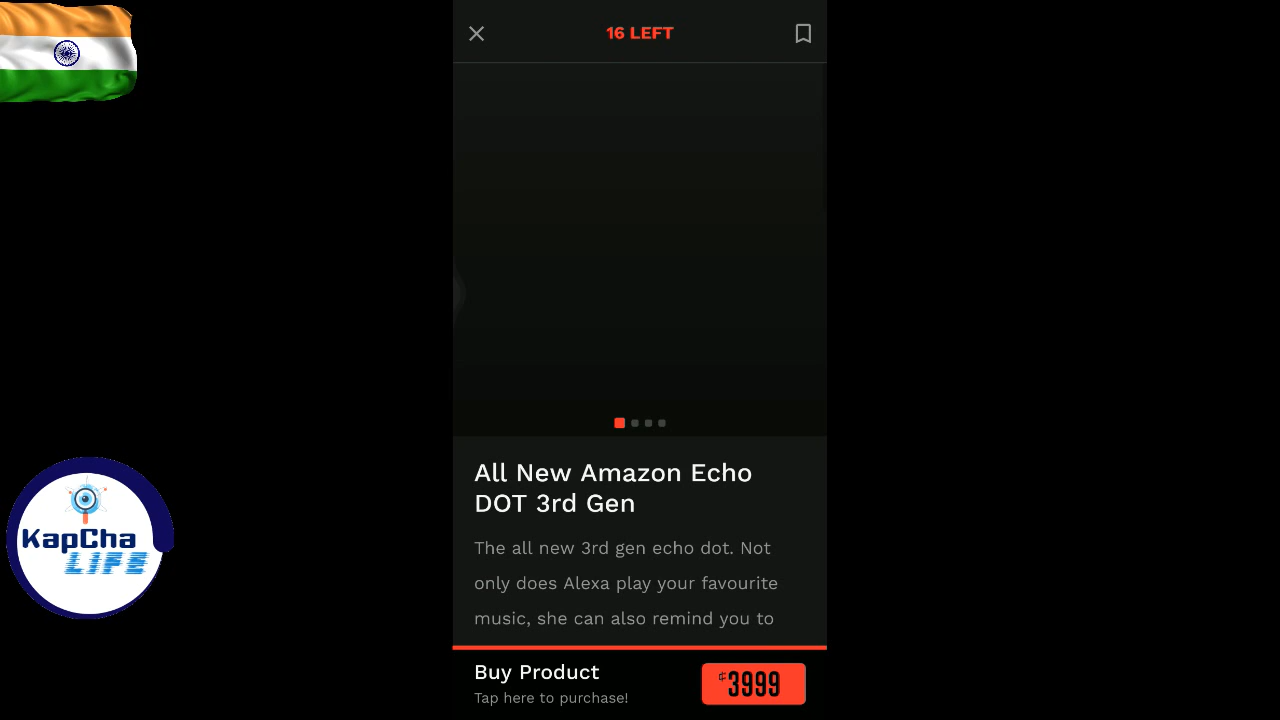 16 LEFT
All New Amazon Echo
DOT 3rd Gen
The all new 3rd gen echo dot. Not
only does Alexa play your favourite
music, she can also remind you to
Buy Product
Tap here to purchase!
¢3999
KapCha
LIFE